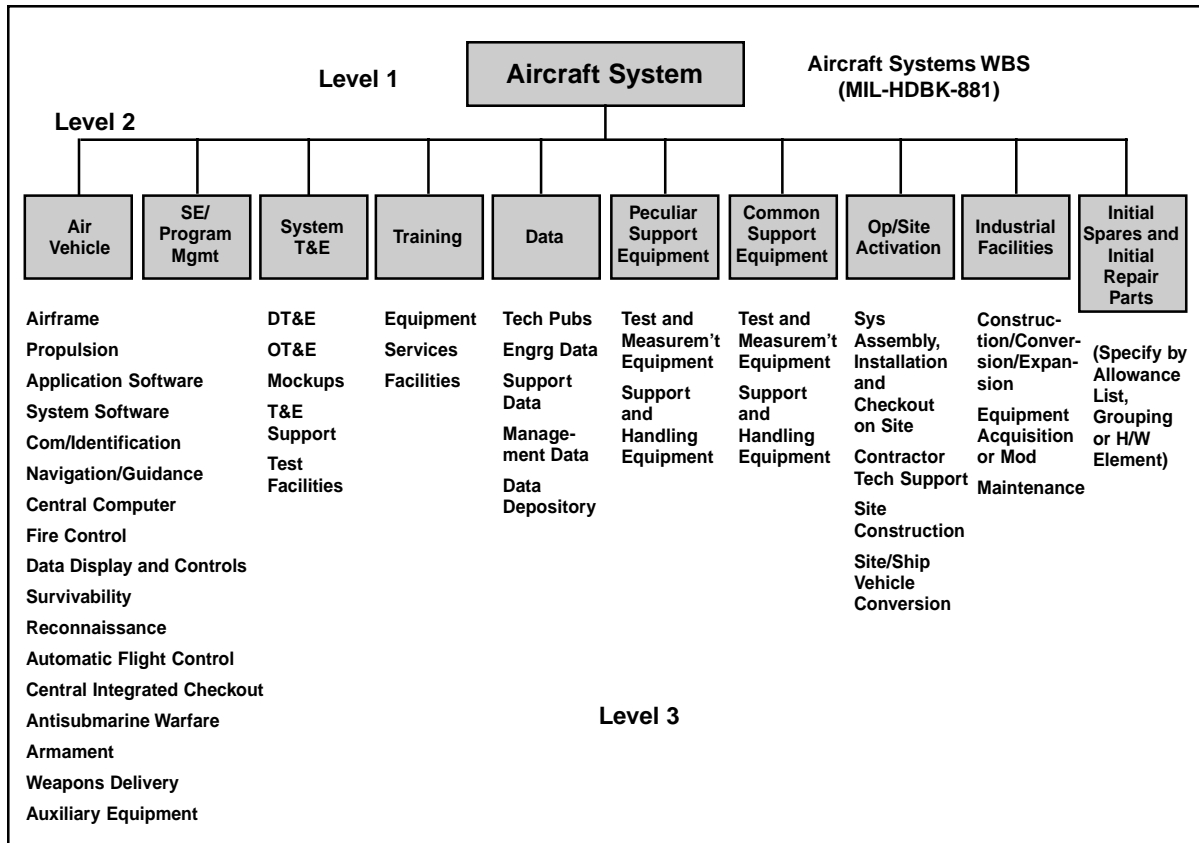 Level 1
Aircraft System
Aircraft Systems WBS
(MIL-HDBK-881)
Level 2
Air
Vehicle
SE/
Program
Mgmt
System
T&E
Training
Data
Peculiar
Support
Equipment
Common
Support
Equipment
Op/Site
Activation
Industrial
Facilities
Initial
Spares and
Initial
Repair
Parts
Airframe
Propulsion
Application Software
System Software
Com/Identification
Navigation/Guidance
Central Computer
Fire Control
Data Display and Controls
Survivability
Reconnaissance
Automatic Flight Control
Central Integrated Checkout
Antisubmarine Warfare
Armament
Weapons Delivery
Auxiliary Equipment
DT&E
OT&E
Mockups
T&E
Support
Test
Facilities
Equipment
Services
Facilities
Tech Pubs
Engrg Data
Support
Data
Manage-
ment Data
Data
Depository
Test and
Measurem't
Equipment
Support
and
Handling
Equipment
Test and
Measurem't
Equipment
Support
and
Handling
Equipment
Sys
Assembly,
Installation
and
Checkout
on Site
Contractor
Tech Support
Site
Construction
Site/Ship
Vehicle
Conversion
Construc-
tion/Conver-
sion/Expan-
sion
Equipment
Acquisition
or Mod
Maintenance
(Specify by
Allowance
List,
Grouping
or H/W
Element)
Level 3